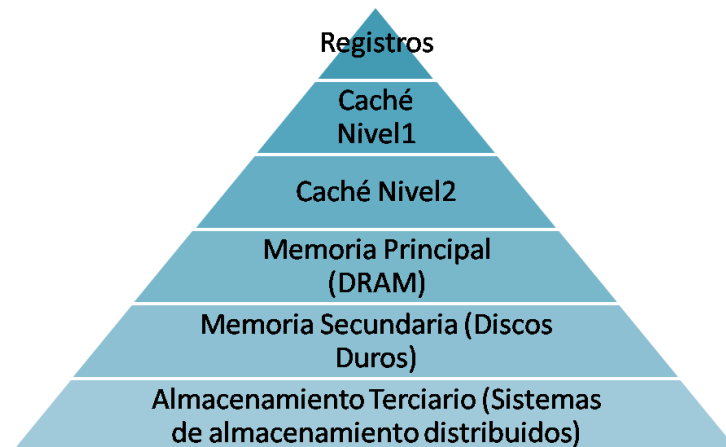 Registros
Caché
Nivel1
Caché Nivel2
Memoria Principal
(DRAM)
Memoria Secundaria (Discos
Duros)
Almacenamiento Terciario (Sistemas
de almacenamiento distribuidos)